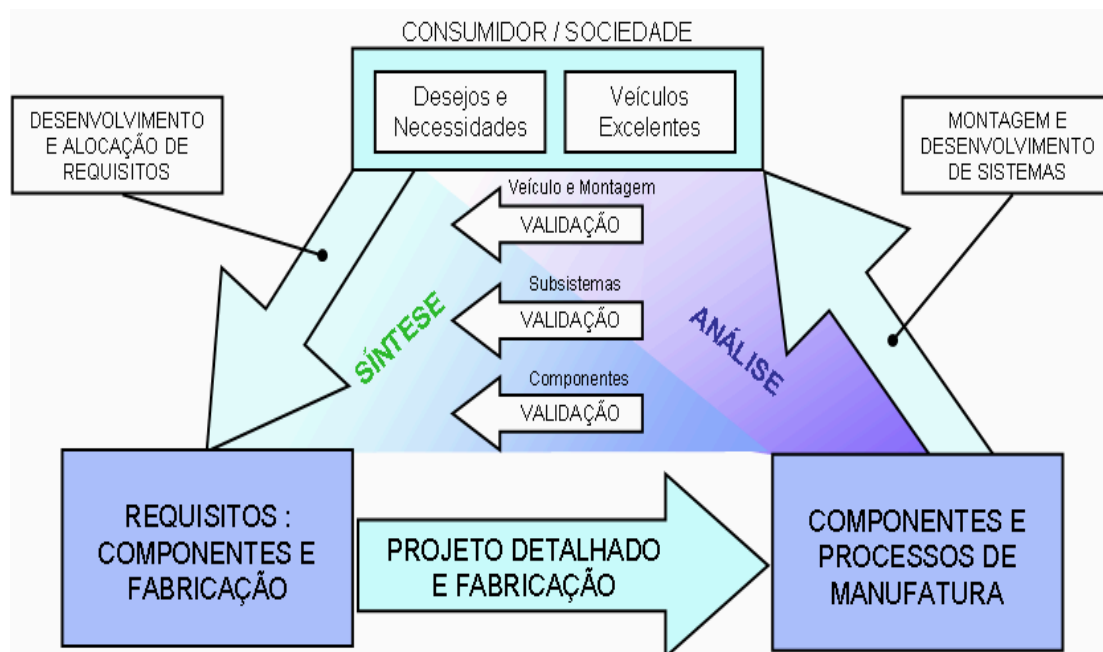 CONSUMIDOR / SOCIEDADE
Desejos e
Necessidades
Veículos
Excelentes
DESENVOLVIMENTO
E ALOCAÇÃO DE
REQUISITOS
MONTAGEM E
DESENVOLVIMENTO
DE SISTEMAS
Veículo e Montagem
VALIDAÇÃO
Subsistemas
VALIDAÇÃO
Componentes
VALIDAÇÃO
SÍNTESE
ANÁLISE
REQUISITOS :
COMPONENTES E
FABRICAÇÃO
PROJETO DETALHADO
E FABRICAÇÃO
COMPONENTES E
PROCESSOS DE
MANUFATURA